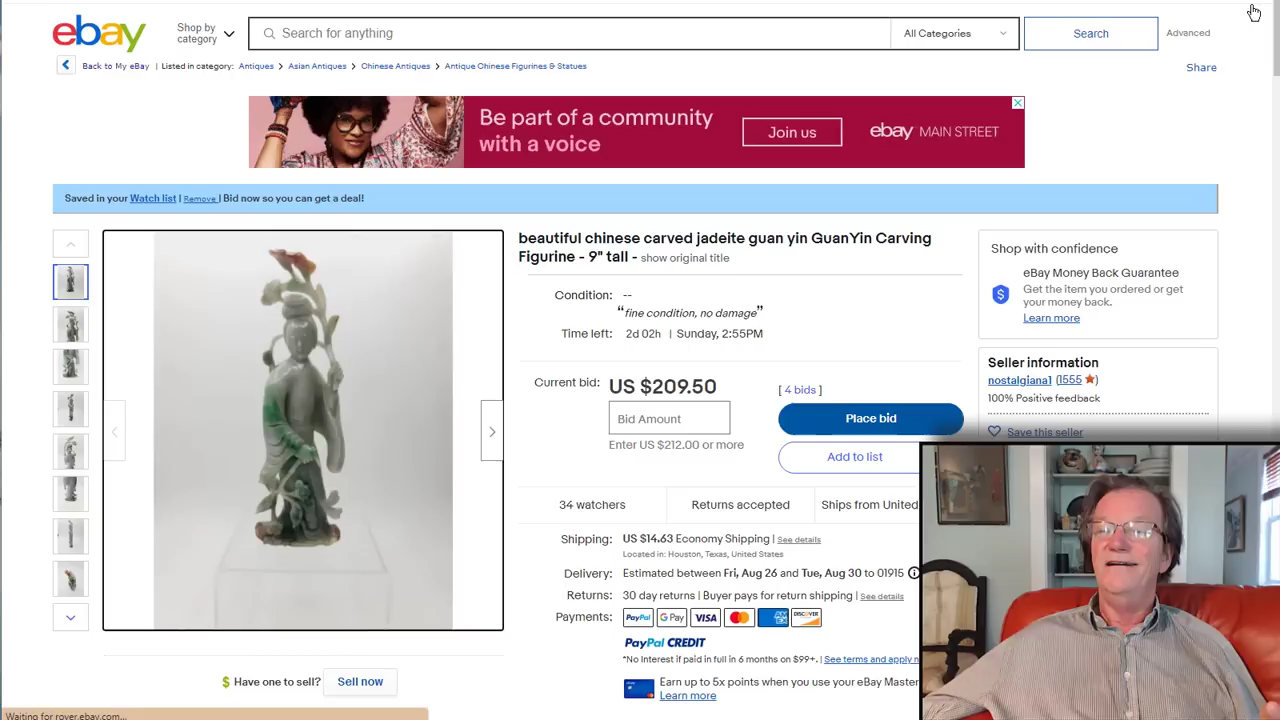 ebay
Shop by category
Search for anything
All Categories
Search
Advanced
Back to My eBay | Listed in category: Antiques > Asian Antiques > Chinese Antiques > Antique Chinese Figurines & Statues
Share
Be part of a community
with a voice
Join us
ebay MAIN STREET
Saved in your Watch list | Remove | Bid now so you can get a deal!
beautiful chinese carved jadeite guan yin GuanYin Carving
Figurine - 9" tall - show original title
Condition: --
“fine condition, no damage”
Time left: 2d 02h | Sunday, 2:55PM
Current bid: US $209.50
[ 4 bids ]
Bid Amount
Place bid
Enter US $212.00 or more
Add to list
34 watchers
Returns accepted
Ships from United
Shipping: US $14.63 Economy Shipping | See details
Located in: Houston, Texas, United States
Delivery: Estimated between Fri, Aug 26 and Tue, Aug 30 to 01915
Returns: 30 day returns | Buyer pays for return shipping | See details
Payments: PayPal G Pay VISA DISCOVER
PayPal CREDIT
*No Interest if paid in full in 6 months on $99+. | See terms and apply n
Earn up to 5x points when you use your eBay Master
Learn more
Shop with confidence
eBay Money Back Guarantee
Get the item you ordered or get
your money back.
Learn more
Seller information
nostalgiana1 (1555)
100% Positive feedback
Save this seller
$ Have one to sell? Sell now
Waiting for rover.ebay.com...